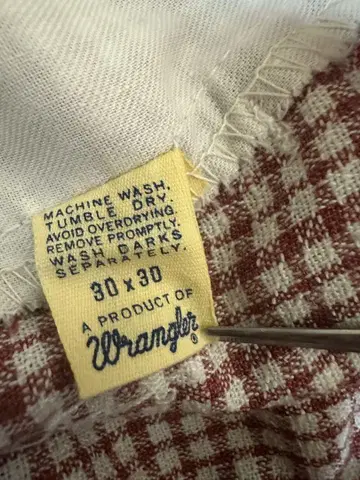 MACHINE WASH.
TUMBLE DRY.
AVOID OVERDRYING.
REMOVE PROMPTLY.
WASH DARKS
SEPARATELY.
30 x 30
A PRODUCT OF
Wrangler®